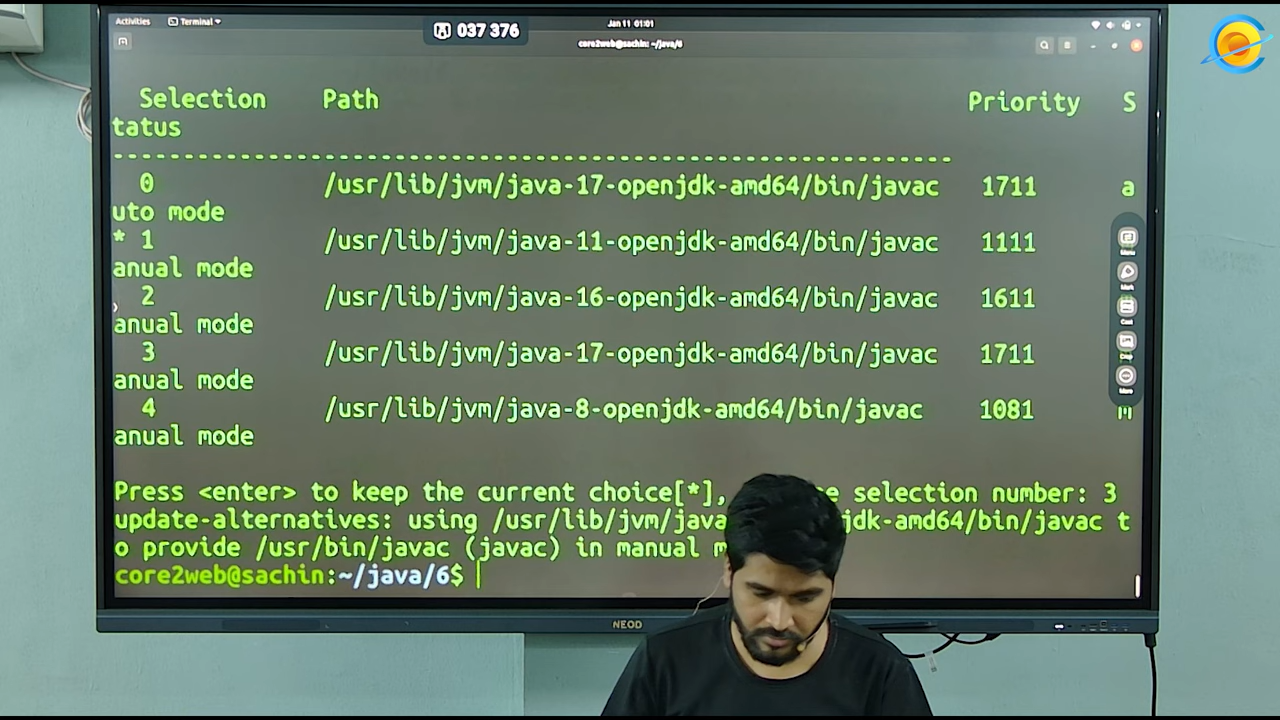 Activities Terminal Jan 11 01:01
037 376
core2web@sachin: ~/java/6
Selection Path Priority S
tatus
------------------------------------------------------------
0 /usr/lib/jvm/java-17-openjdk-amd64/bin/javac 1711 a
uto mode
* 1 /usr/lib/jvm/java-11-openjdk-amd64/bin/javac 1111
anual mode
2 /usr/lib/jvm/java-16-openjdk-amd64/bin/javac 1611
anual mode
3 /usr/lib/jvm/java-17-openjdk-amd64/bin/javac 1711
anual mode
4 /usr/lib/jvm/java-8-openjdk-amd64/bin/javac 1081 m
anual mode
Press <enter> to keep the current choice[*], e selection number: 3
update-alternatives: using /usr/lib/jvm/java jdk-amd64/bin/javac t
o provide /usr/bin/javac (javac) in manual m
core2web@sachin:~/java/6$
Menu
Mark
More
NEOD